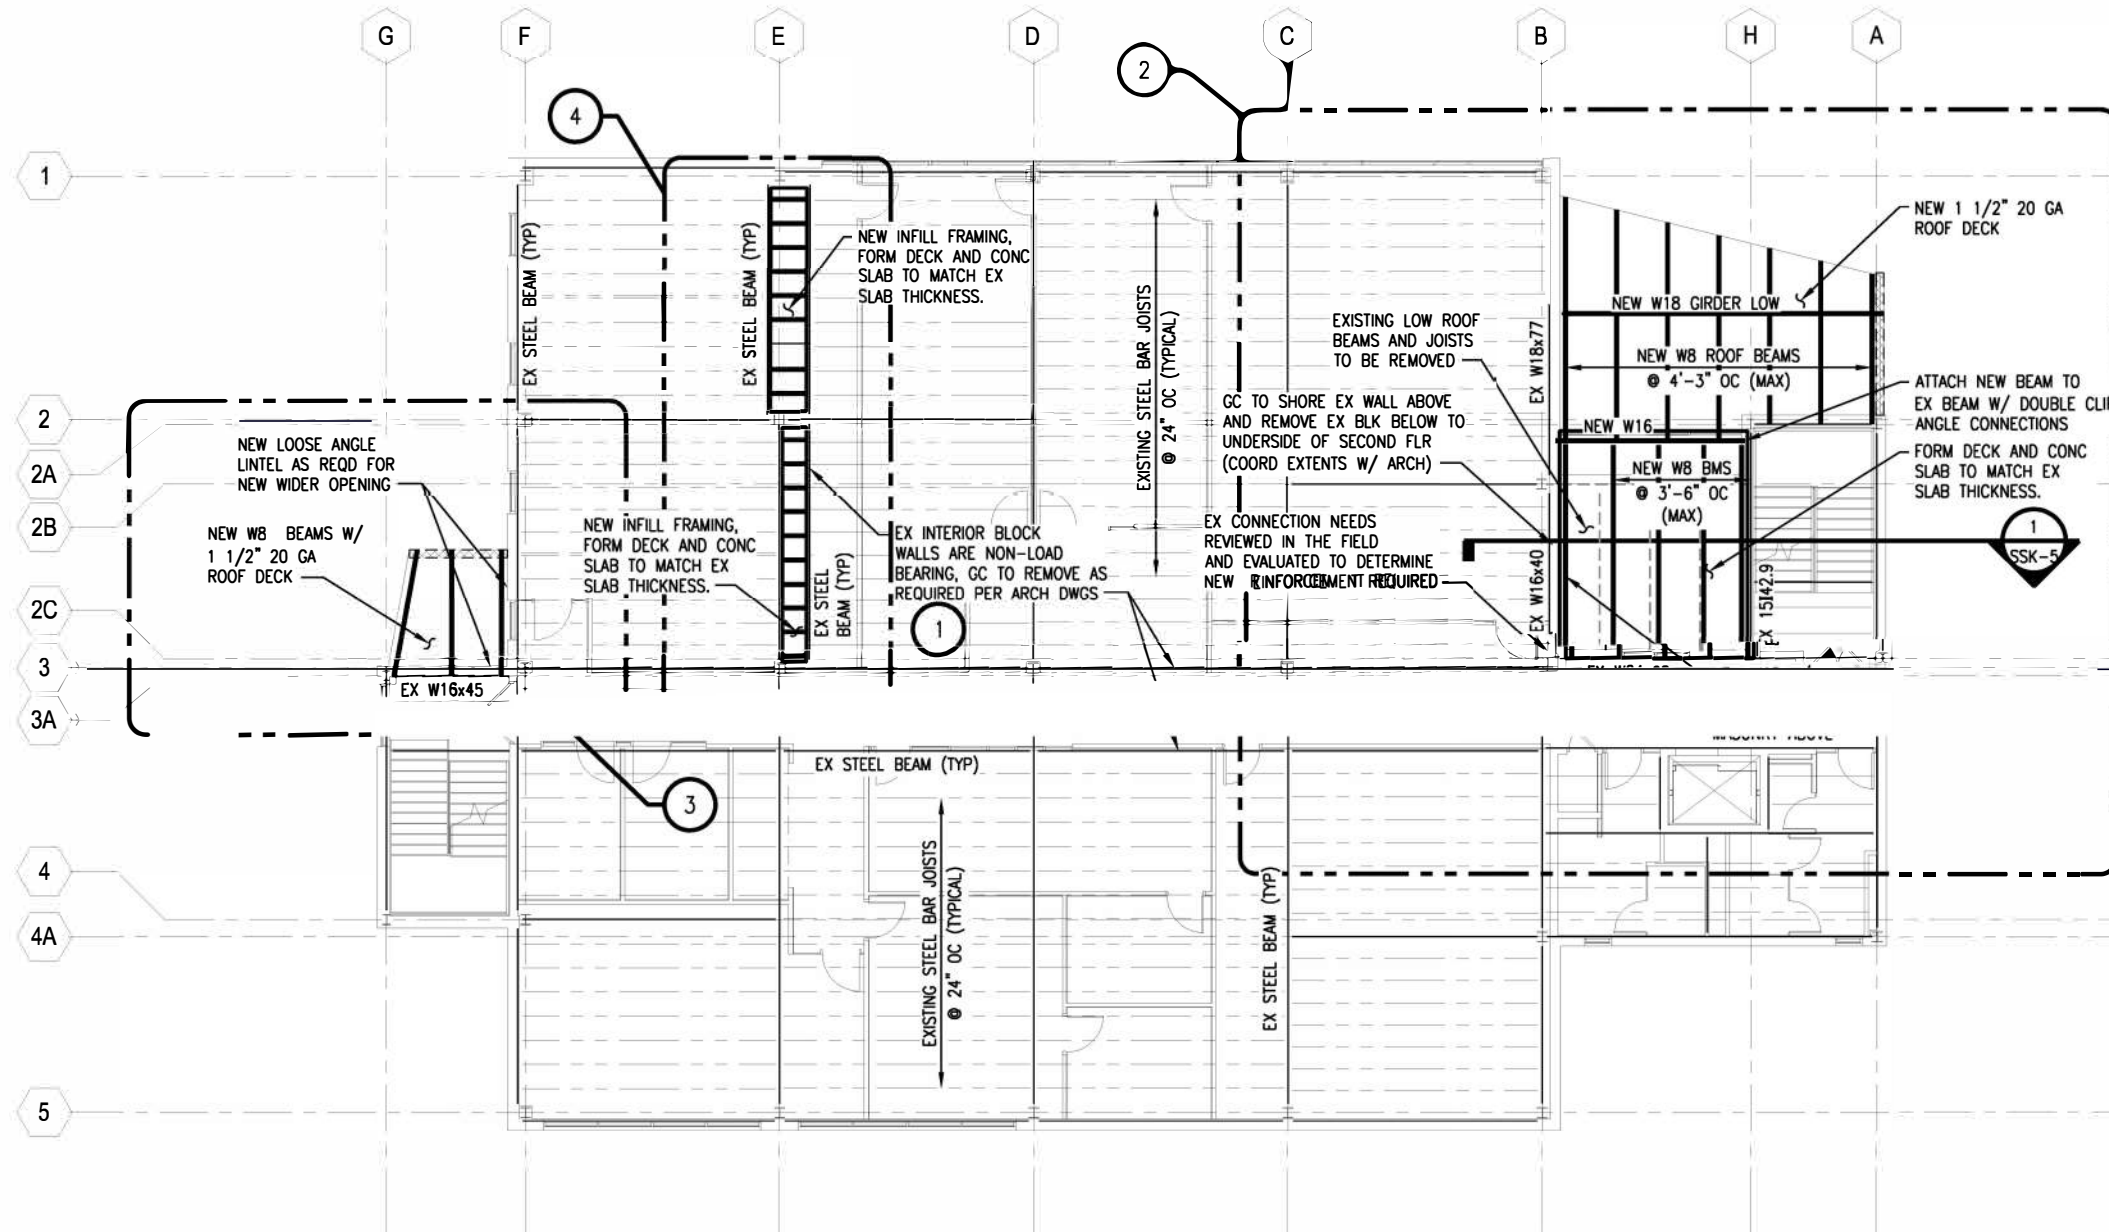 G
F
E
D
C
B
H
A
1
2
2A
2B
2C
3
3A
4
4A
5
4
2
NEW 1 1/2" 20 GA
ROOF DECK
EX STEEL BEAM (TYP)
EX STEEL BEAM (TYP)
NEW INFILL FRAMING,
FORM DECK AND CONC
SLAB TO MATCH EX
SLAB THICKNESS.
EXISTING STEEL BAR JOISTS
@ 24" OC (TYPICAL)
EXISTING LOW ROOF
BEAMS AND JOISTS
TO BE REMOVED
EX W18x77
NEW W18 GIRDER LOW
NEW W8 ROOF BEAMS
@ 4'-3" OC (MAX)
ATTACH NEW BEAM TO
EX BEAM W/ DOUBLE CLI
ANGLE CONNECTIONS
GC TO SHORE EX WALL ABOVE
AND REMOVE EX BLK BELOW TO
UNDERSIDE OF SECOND FLR
(COORD EXTENTS W/ ARCH)
NEW W16
NEW W8 BMS
@ 3'-6" OC
(MAX)
FORM DECK AND CONC
SLAB TO MATCH EX
SLAB THICKNESS.
NEW LOOSE ANGLE
LINTEL AS REQD FOR
NEW WIDER OPENING
NEW W8 BEAMS W/
1 1/2" 20 GA
ROOF DECK
NEW INFILL FRAMING,
FORM DECK AND CONC
SLAB TO MATCH EX
SLAB THICKNESS.
EX STEEL
BEAM (TYP)
EX INTERIOR BLOCK
WALLS ARE NON-LOAD
BEARING, GC TO REMOVE AS
REQUIRED PER ARCH DWGS
1
EX CONNECTION NEEDS
REVIEWED IN THE FIELD
AND EVALUATED TO DETERMINE
NEW REQUIRED
EX W16x40
EX 15I42.9
1
SSK-5
EX W16x45
MASONRY ABOVE
EX STEEL BEAM (TYP)
3
EXISTING STEEL BAR JOISTS
@ 24" OC (TYPICAL)
EX STEEL BEAM (TYP)